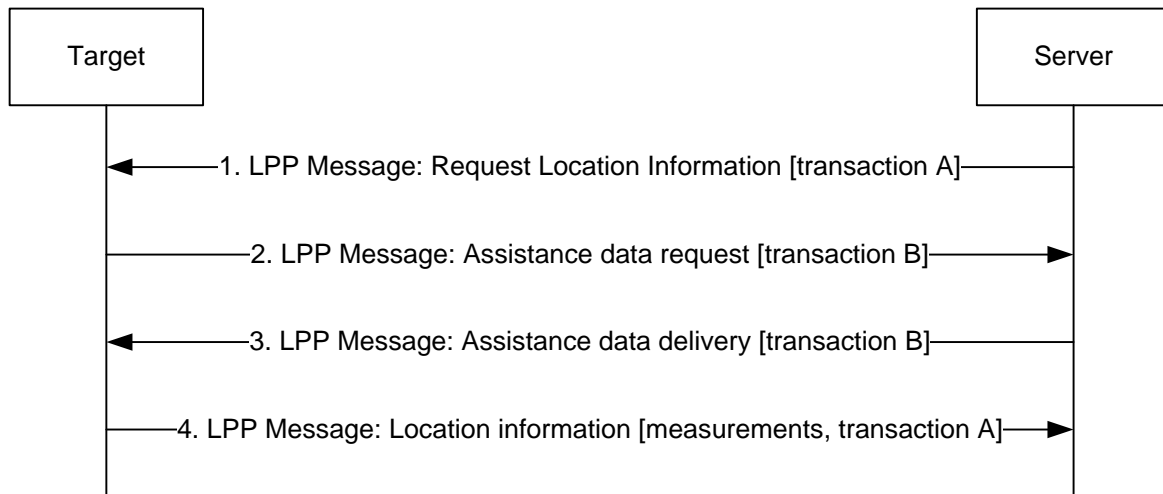 Target
Server
1. LPP Message: Request Location Information [transaction A]
2. LPP Message: Assistance data request [transaction B]
3. LPP Message: Assistance data delivery [transaction B]
4. LPP Message: Location information [measurements, transaction A]